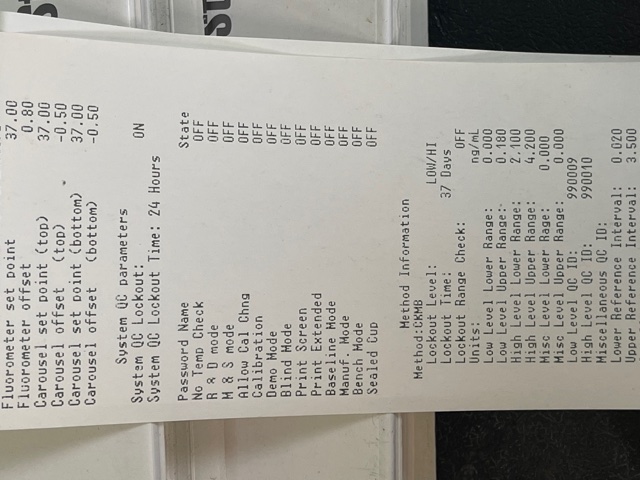 Fluorometer set point 37.00
Fluorometer offset 0.80
Carousel set point (top) 37.00
Carousel offset (top) -0.50
Carousel set point (bottom) 37.00
Carousel offset (bottom) -0.50
System QC parameters
System QC Lockout: ON
System QC Lockout Time: 24 Hours
Password Name State
No Temp Check OFF
R & D mode OFF
M & S mode OFF
Allow Cal Chng OFF
Calibration OFF
Demo Mode OFF
Blind Mode OFF
Print Screen OFF
Print Extended OFF
Baseline Mode OFF
Manuf. Mode OFF
Bench Mode OFF
Sealed Cup OFF
Method Information
Method:CKMB
Lockout Level: LOW/HI
Lockout Time: 37 Days
Lockout Range Check: OFF
Units: ng/mL
Low Level Lower Range: 0.000
Low Level Upper Range: 0.180
High Level Lower Range: 2.100
High Level Upper Range: 4.200
Misc Level Lower Rage: 0.000
Misc Level Upper Range: 0.000
Low Level QC ID: 990009
High Level QC ID: 990010
Miscellaneous QC ID:
Lower Reference Interval: 0.020
Upper Reference Interval: 3.500